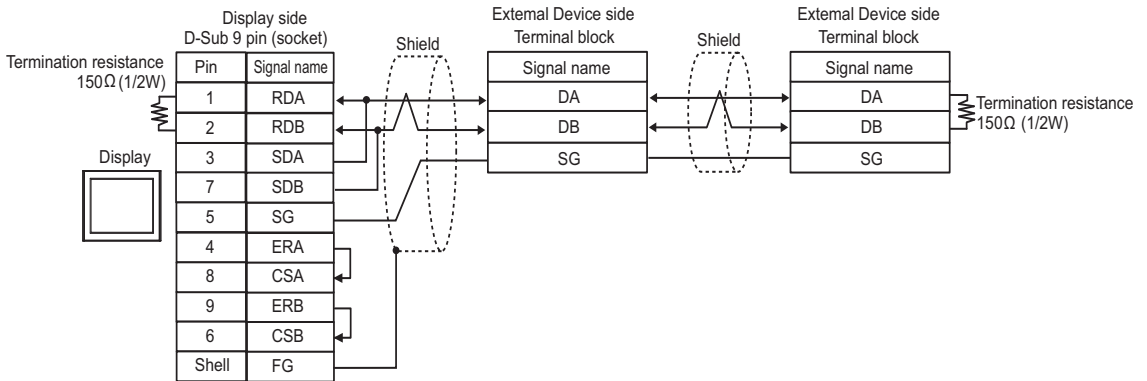 Display side
D-Sub 9 pin (socket)
Termination resistance
150Ω (1/2W)
Pin Signal name
1 RDA
2 RDB
3 SDA
7 SDB
5 SG
4 ERA
8 CSA
9 ERB
6 CSB
Shell FG
Display
Shield
External Device side
Terminal block
Signal name
DA
DB
SG
Shield
External Device side
Terminal block
Signal name
DA
DB
SG
Termination resistance
150Ω (1/2W)